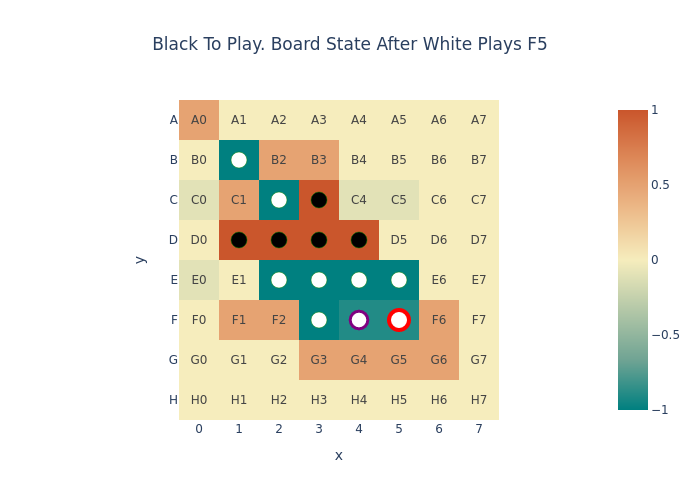 Black To Play. Board State After White Plays F5
A A0 A1 A2 A3 A4 A5 A6 A7
B B0 B2 B3 B4 B5 B6 B7
C C0 C1 C4 C5 C6 C7
D D0 D5 D6 D7
E E0 E1 E6 E7
F F0 F1 F2 F6 F7
G G0 G1 G2 G3 G4 G5 G6 G7
H H0 H1 H2 H3 H4 H5 H6 H7
0 1 2 3 4 5 6 7
x
y
1
0.5
0
−0.5
−1